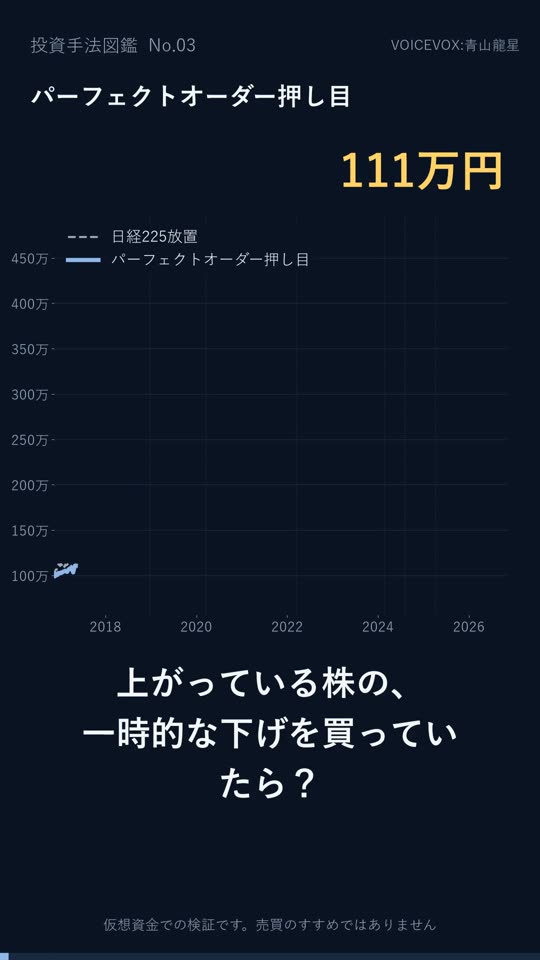 投資手法図鑑 No.03
VOICEVOX:青山龍星
パーフェクトオーダー押し目
111万円
日経225放置
パーフェクトオーダー押し目
450万
400万
350万
300万
250万
200万
150万
100万
2018 2020 2022 2024 2026
上がっている株の、
一時的な下げを買ってい
たら？
仮想資金での検証です。売買のすすめではありません